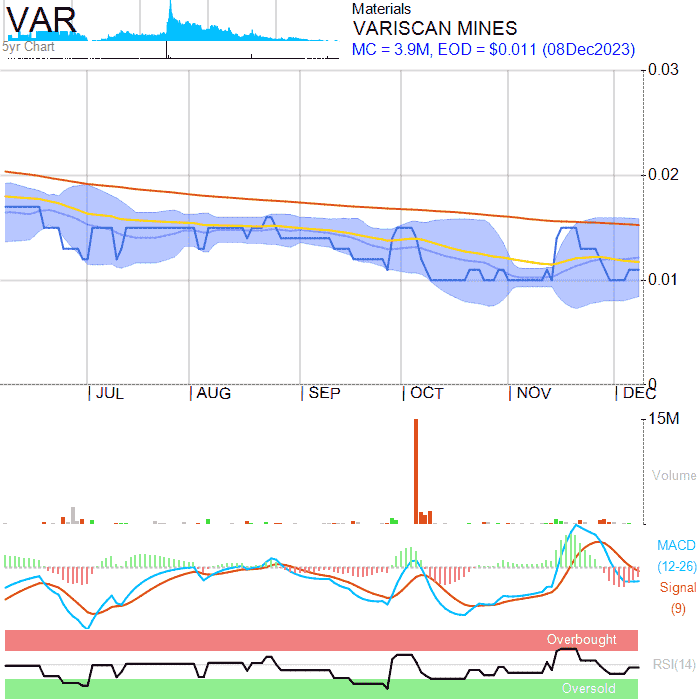 VAR
5yr Chart
Materials
VARISCAN MINES
MC = 3.9M, EOD = $0.011 (08Dec2023)
0.03
0.02
0.01
0
JUL AUG SEP OCT NOV DEC
15M
Volume
MACD
(12-26)
Signal
(9)
Overbought
RSI(14)
Oversold